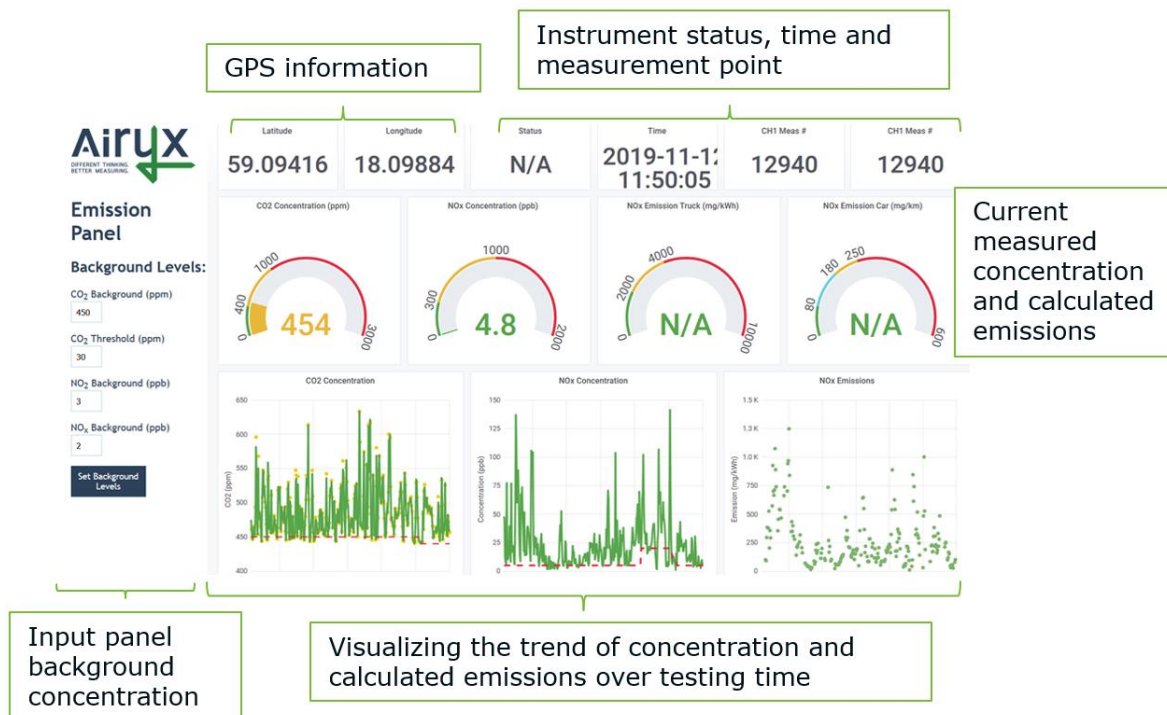 GPS information
Instrument status, time and
measurement point
Airyx
DIFFERENT THINKING.
BETTER MEASURING.
Latitude
59.09416
Longitude
18.09884
Status
N/A
Time
2019-11-12
11:50:05
CH1 Meas #
12940
CH1 Meas #
12940
Emission
Panel
Background Levels:
CO2 Background (ppm)
450
CO2 Threshold (ppm)
30
NO2 Background (ppb)
3
NOx Background (ppb)
2
Set Background
Levels
CO2 Concentration (ppm)
0
400
1000
3000
454
NOx Concentration (ppb)
0
300
1000
2000
4.8
NOx Emission Truck (mg/kWh)
0
2000
4000
10000
N/A
NOx Emission Car (mg/km)
0
80
180
250
600
N/A
Current
measured
concentration
and calculated
emissions
CO2 Concentration
CO2 (ppm)
650
600
550
500
450
400
NOx Concentration
Concentration (ppb)
150
125
100
75
50
25
0
NOx Emissions
Emission (mg/kWh)
1.5 K
1.3 K
1.0 K
750
500
250
0
Input panel
background
concentration
Visualizing the trend of concentration and
calculated emissions over testing time